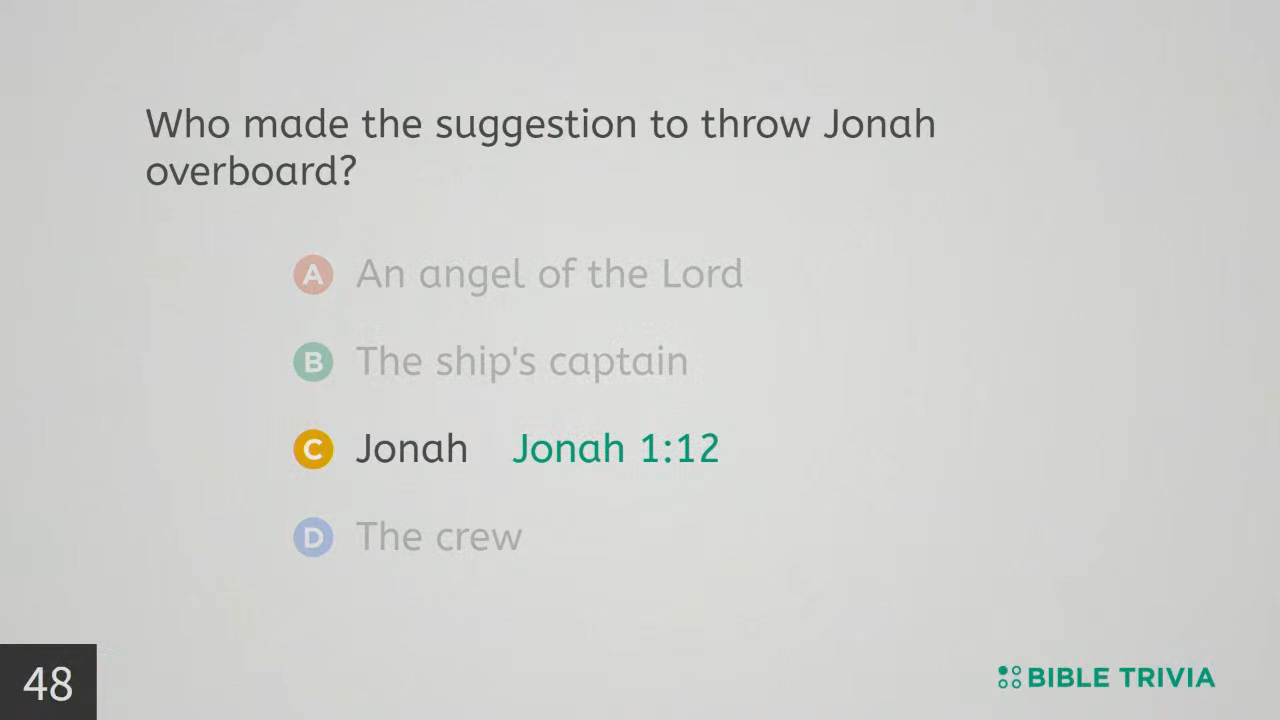 Who made the suggestion to throw Jonah
overboard?
A An angel of the Lord
B The ship's captain
C Jonah Jonah 1:12
D The crew
48
BIBLE TRIVIA